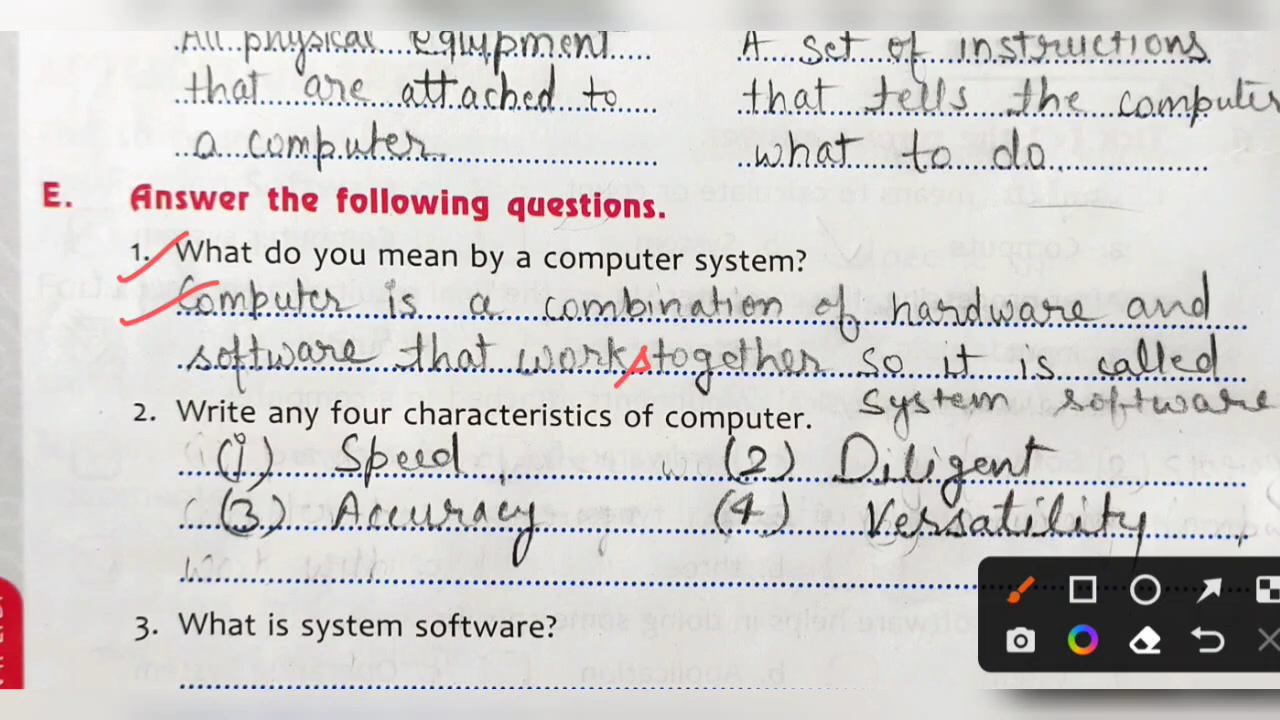 All physical equipment
that are attached to
a computer.
A set of instructions
that tells the computer
what to do
E. Answer the following questions.
1. What do you mean by a computer system?
Computer is a combination of hardware and
software that works together so it is called
system software
2. Write any four characteristics of computer.
(1) Speed, (2) Diligent
(3) Accuracy (4) Versatility,
3. What is system software?